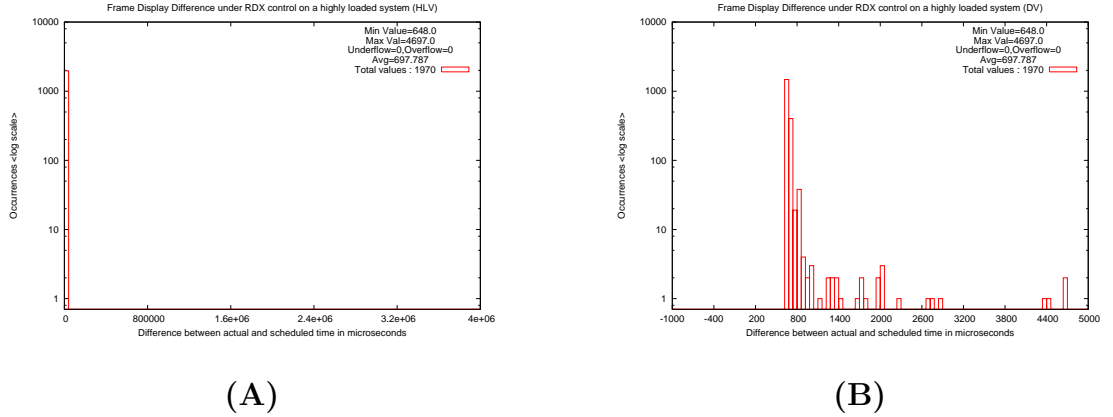 Frame Display Difference under RDX control on a highly loaded system (HLV)
10000
1000
100
10
1
Occurrences <log scale>
Min Value=648.0
Max Val=4697.0
Underflow=0,Overflow=0
Avg=697.787
Total values : 1970
0
800000
1.6e+06
2.4e+06
3.2e+06
4e+06
Difference between actual and scheduled time in microseconds
(A)
Frame Display Difference under RDX control on a highly loaded system (DV)
10000
1000
100
10
1
Occurrences <log scale>
Min Value=648.0
Max Val=4697.0
Underflow=0,Overflow=0
Avg=697.787
Total values : 1970
-1000
-400
200
800
1400
2000
2600
3200
3800
4400
5000
Difference between actual and scheduled time in microseconds
(B)